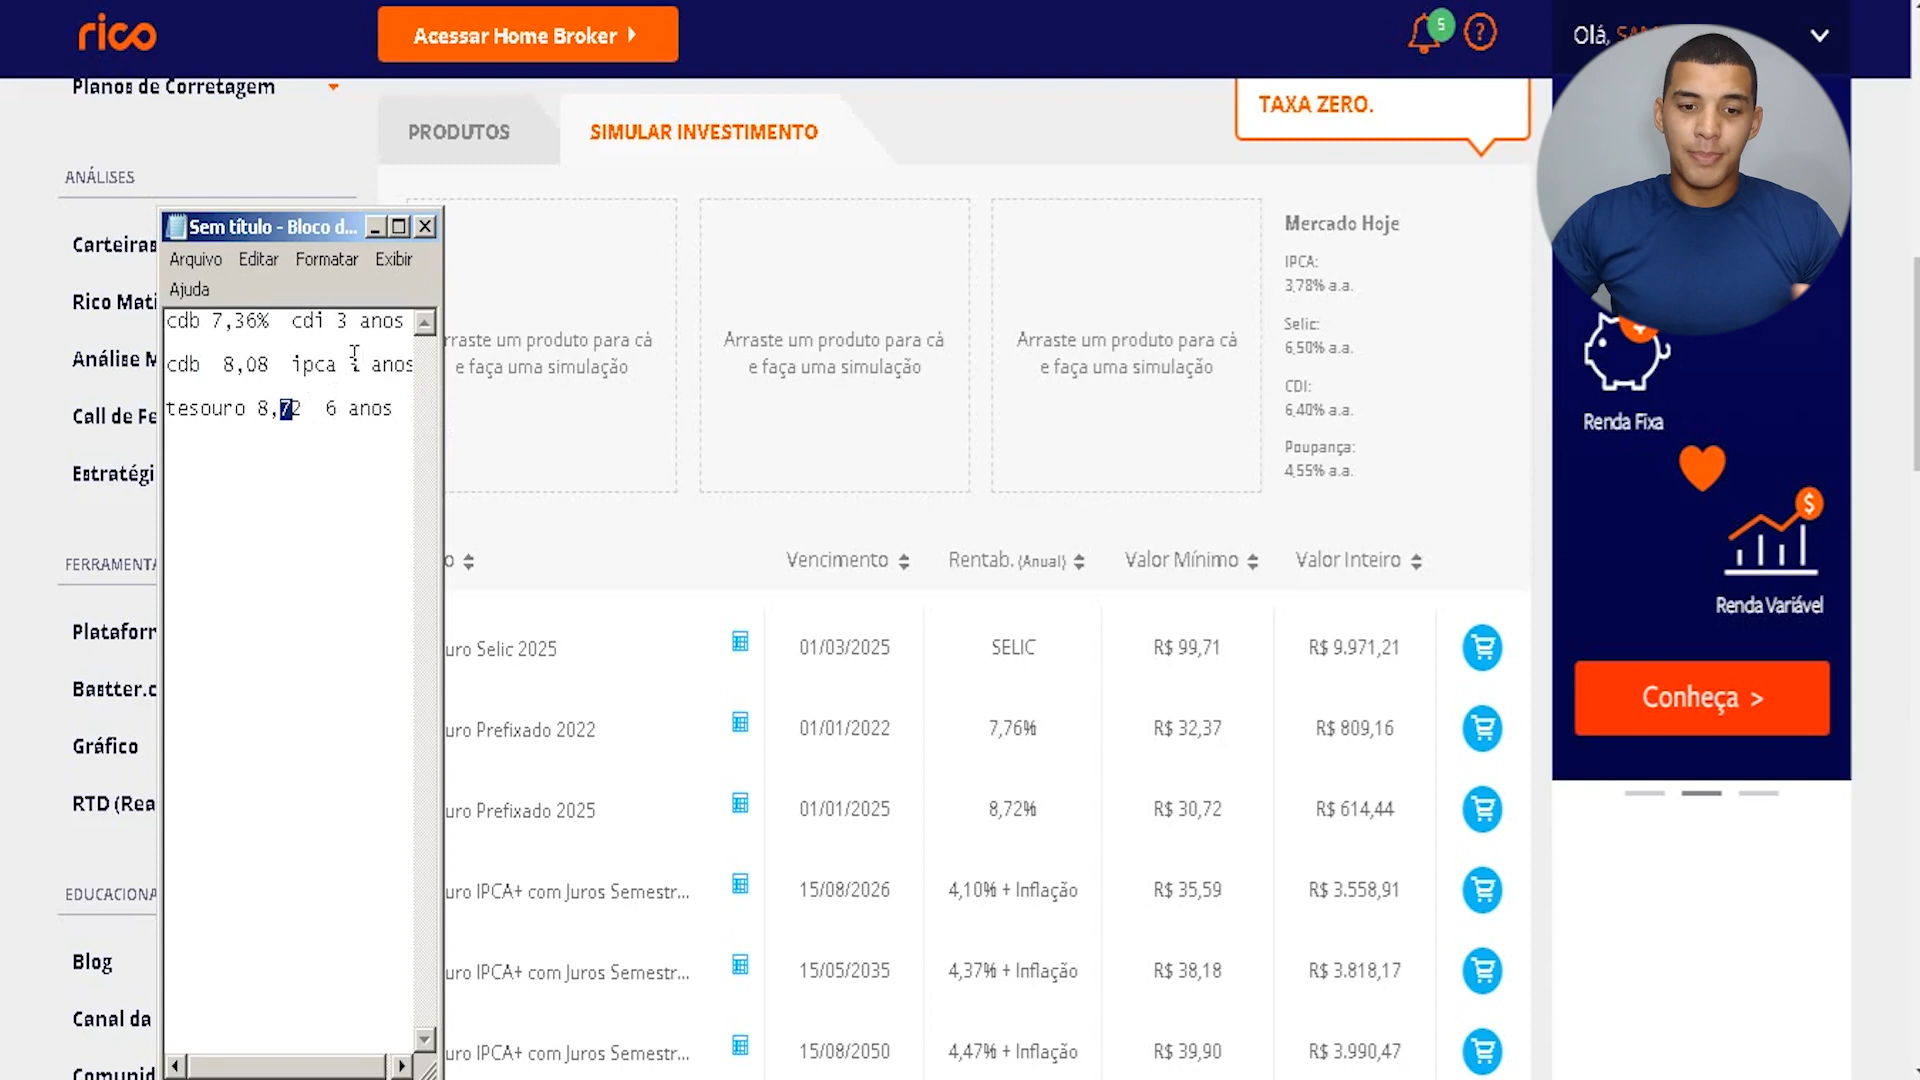 rico
Acessar Home Broker
5
?
Olá,
Planos de Corretagem
PRODUTOS
SIMULAR INVESTIMENTO
TAXA ZERO.
ANÁLISES
Carteiras
Rico Mati
Análise M
Call de Fe
Estratégi
FERRAMENTA
Platafor
Bastter.c
Gráfico
RTD (Rea
EDUCACIONA
Blog
Canal da
Comunid
Sem título - Bloco d...
Arquivo Editar Formatar Exibir
Ajuda
cdb 7,36% cdi 3 anos
cdb 8,08 ipca anos
tesouro 8,72 6 anos
rraste um produto para cá
e faça uma simulação
Arraste um produto para cá
e faça uma simulação
Arraste um produto para cá
e faça uma simulação
Mercado Hoje
IPCA:
3,78% a.a.
Selic:
6,50% a.a.
CDI:
6,40% a.a.
Poupança:
4,55% a.a.
o Vencimento Rentab. (Anual) Valor Mínimo Valor Inteiro
uro Selic 2025 01/03/2025 SELIC R$ 99,71 R$ 9.971,21
uro Prefixado 2022 01/01/2022 7,76% R$ 32,37 R$ 809,16
uro Prefixado 2025 01/01/2025 8,72% R$ 30,72 R$ 614,44
uro IPCA+ com Juros Semestr... 15/08/2026 4,10% + Inflação R$ 35,59 R$ 3.558,91
uro IPCA+ com Juros Semestr... 15/05/2035 4,37% + Inflação R$ 38,18 R$ 3.818,17
uro IPCA+ com Juros Semestr... 15/08/2050 4,47% + Inflação R$ 39,90 R$ 3.990,47
Renda Fixa
$
Renda Variável
Conheça >